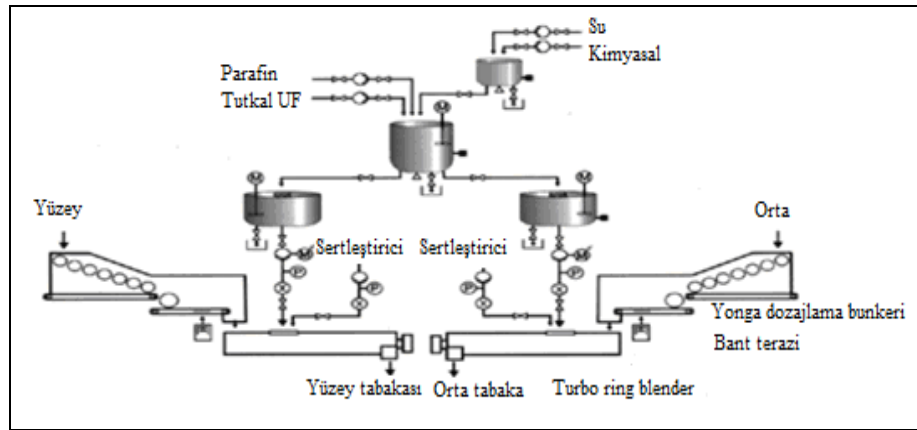 Su
Kimyasal
Parafin
Tutkal UF
M
M
M
Yüzey
Orta
Sertleştirici
Sertleştirici
M
M
P
P
P
P
Yonga dozajlama bunkeri
Bant terazi
Yüzey tabakası
Orta tabaka
Turbo ring blender